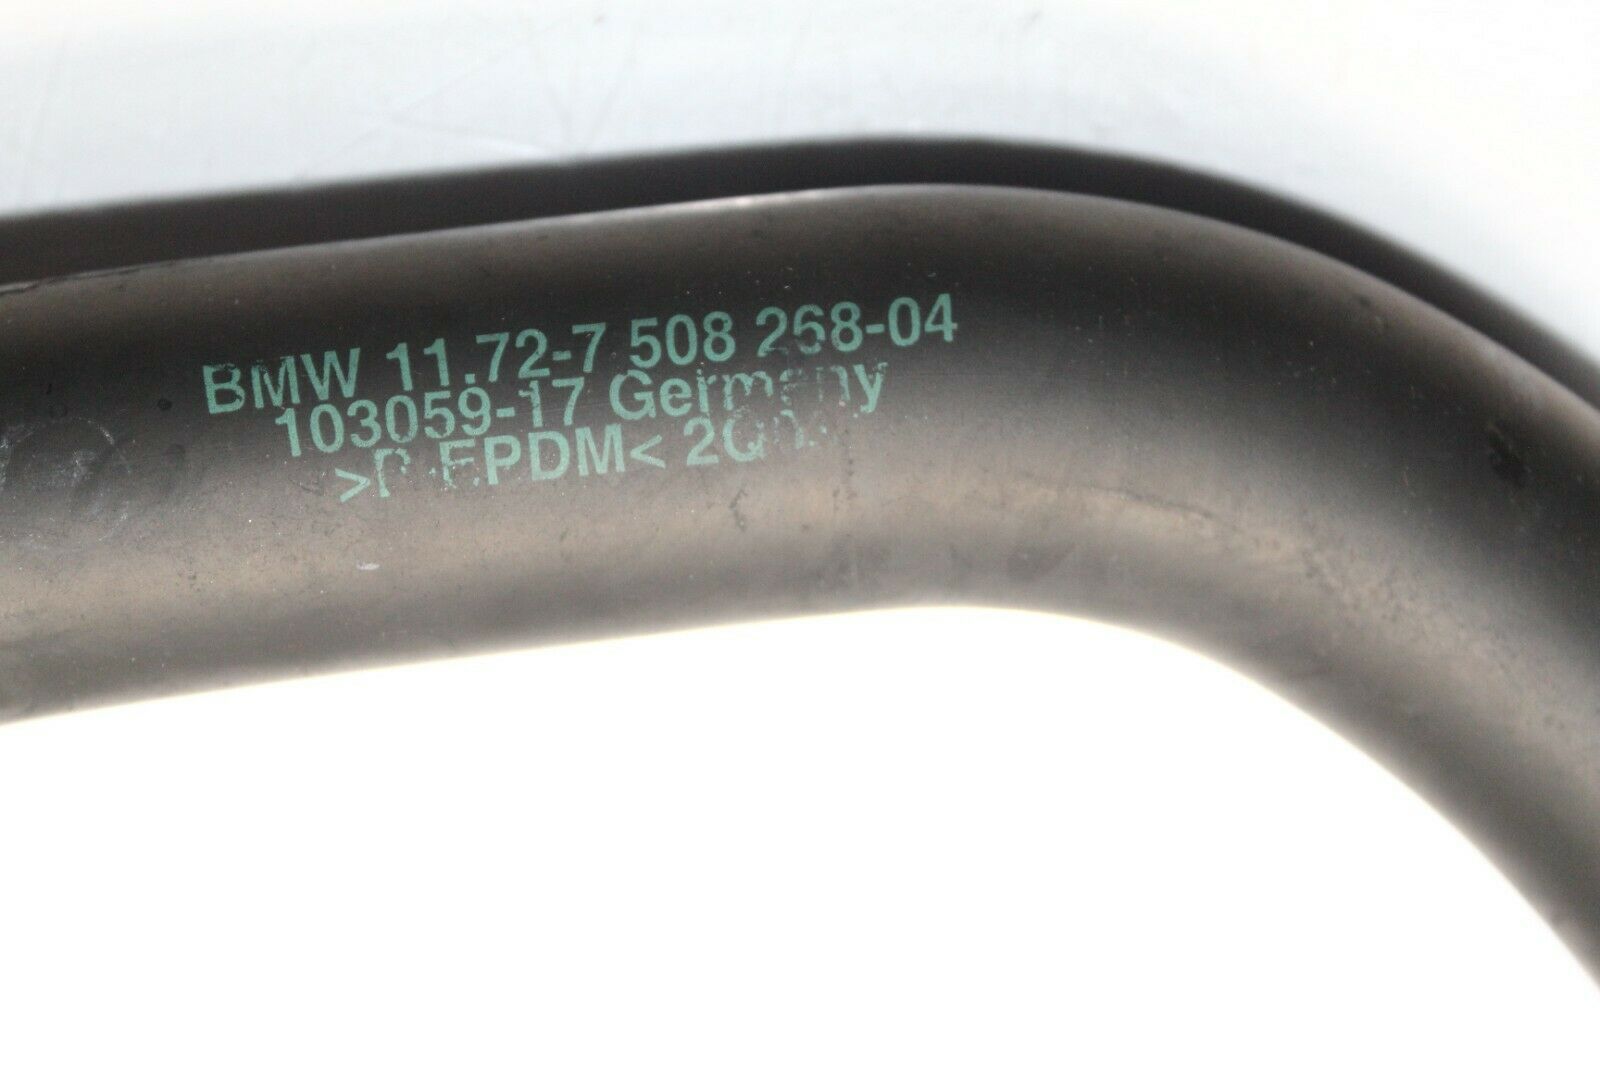 BMW 11.72-7 508 268-04
103059-17 Germany
EPDM<